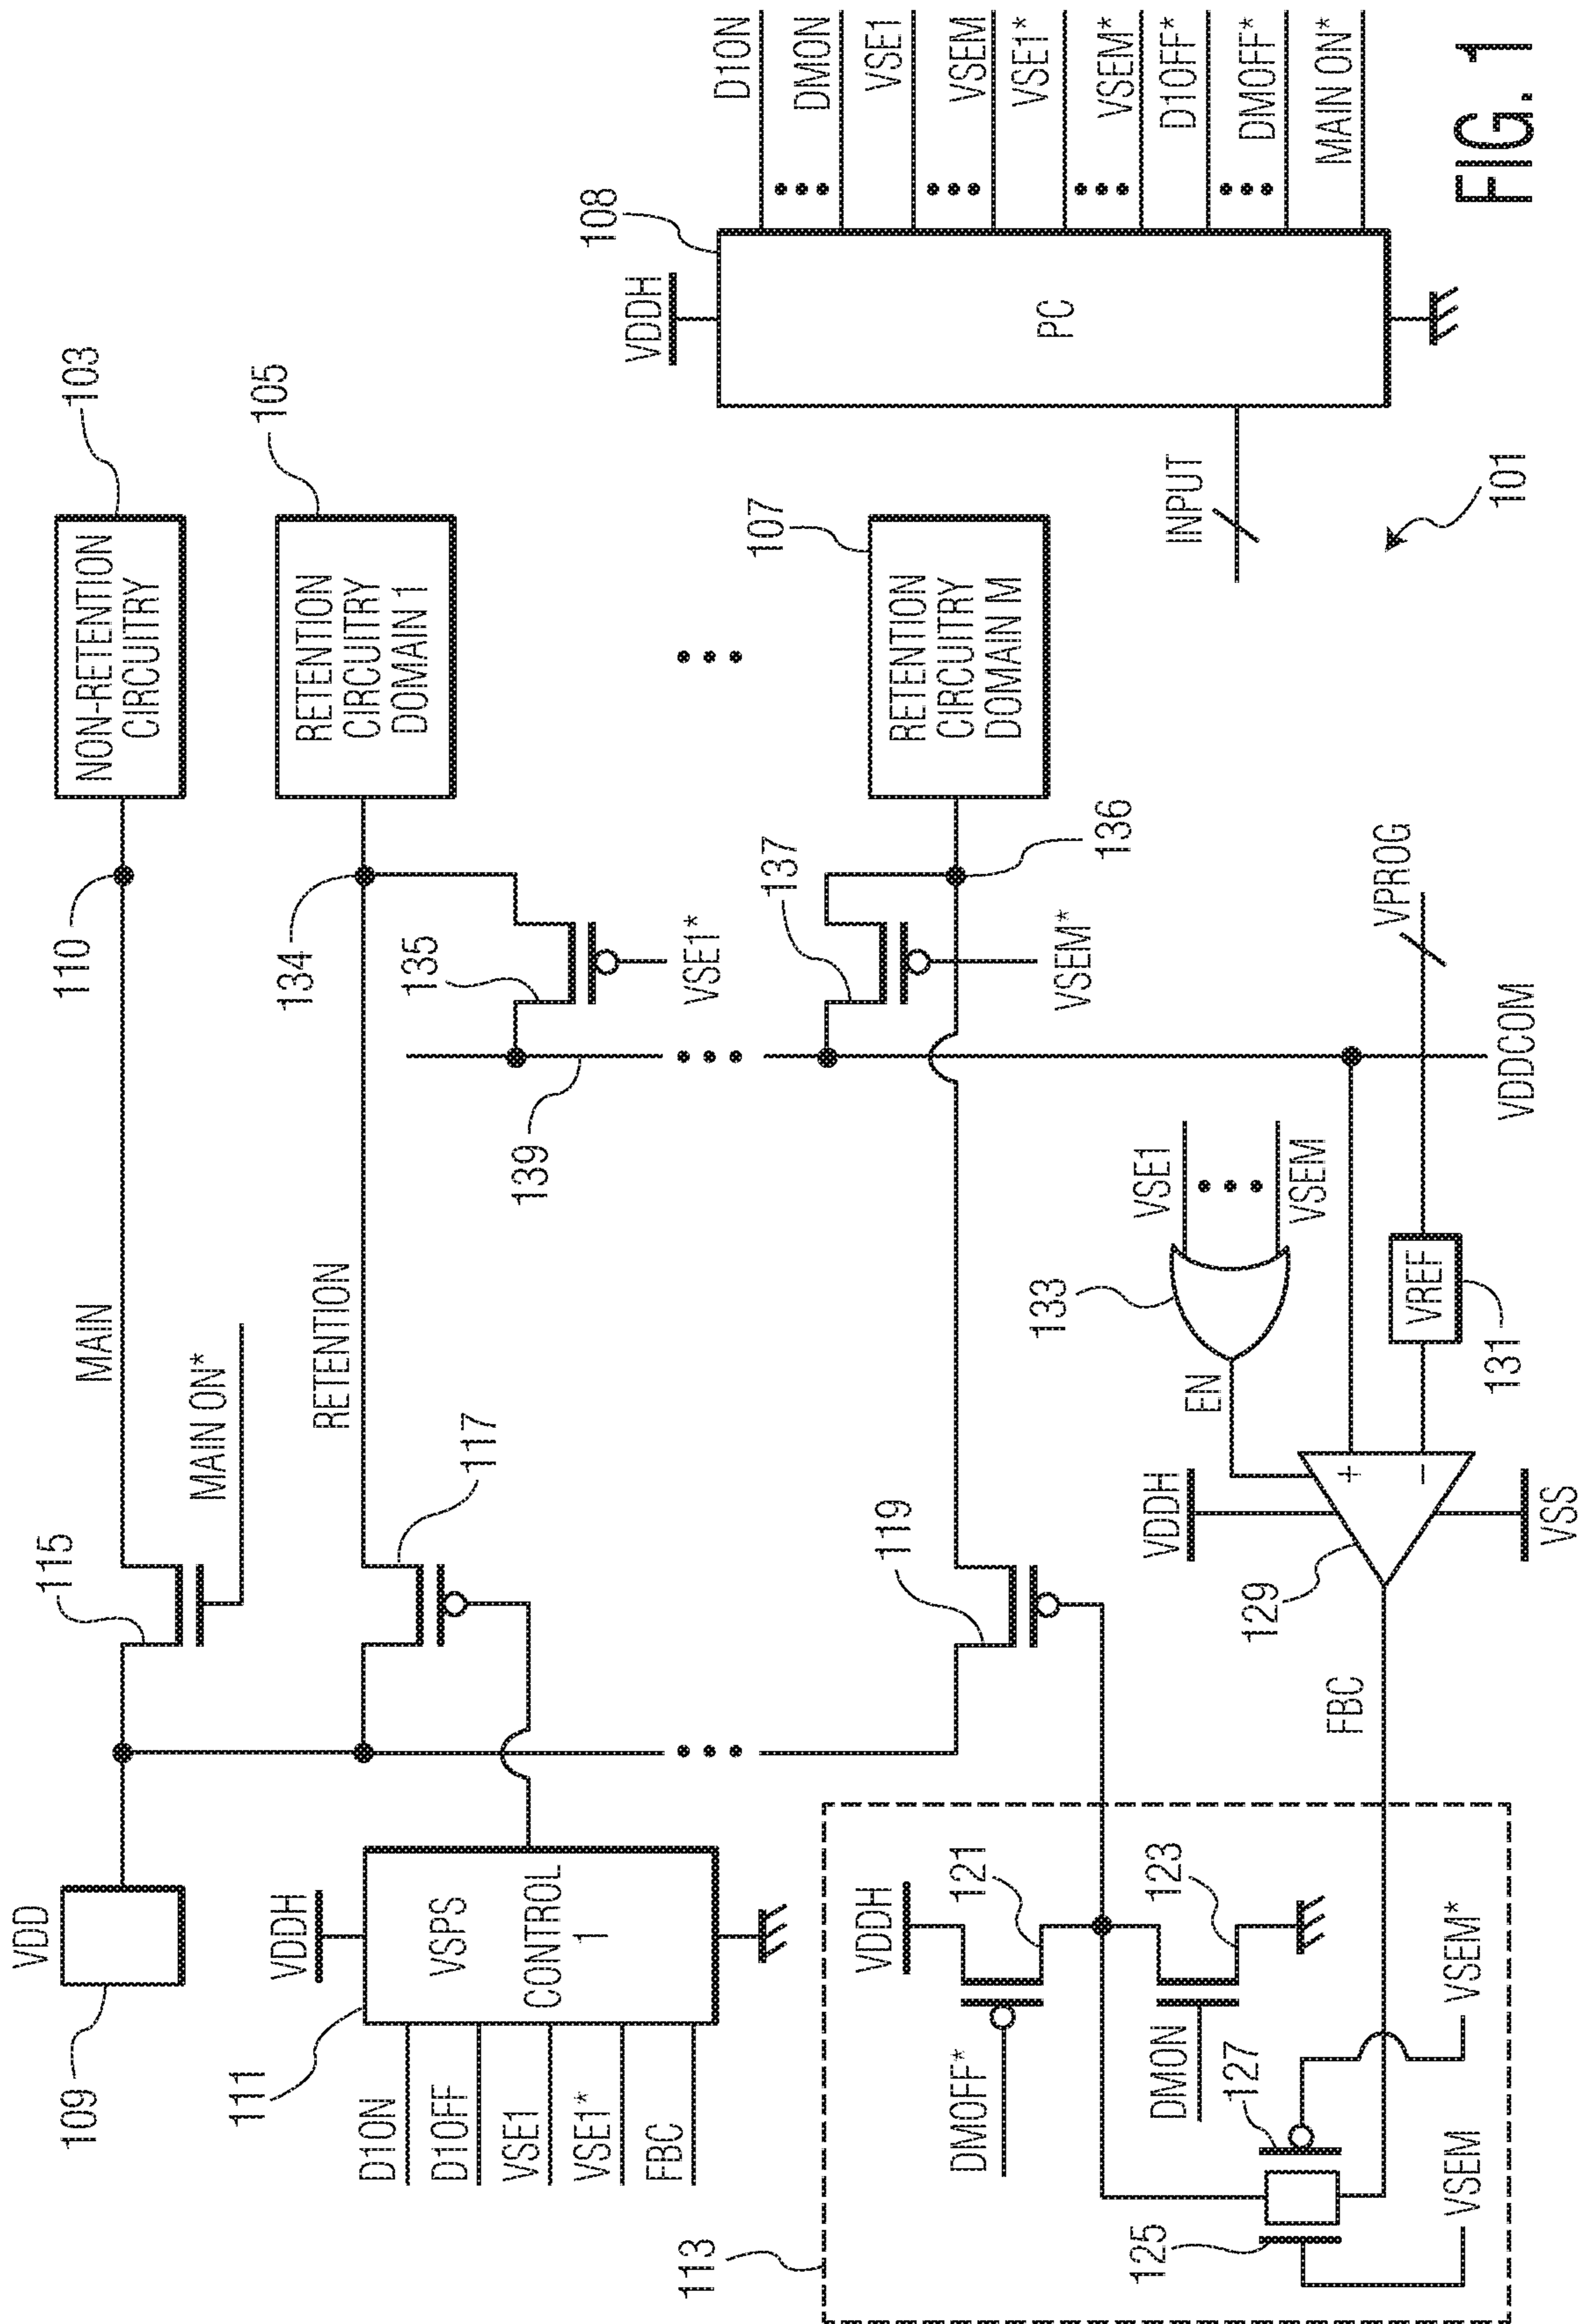 VDD
109
115
MAIN
MAIN ON*
110
NON-RETENTION
CIRCUITRY
103
VDDH
111
VSPS
CONTROL
1
D1ON
D1OFF
VSE1
VSE1*
FBC
117
RETENTION
134
135
VSE1*
139
RETENTION
CIRCUITRY
DOMAIN 1
105
119
137
VSEM*
136
RETENTION
CIRCUITRY
DOMAIN M
107
113
VDDH
121
DMOFF*
123
DMON
125
127
VSEM
VSEM*
FBC
129
VDDH
VSS
+
−
EN
133
VSE1
VSEM
VREF
131
VPROG
VDDCOM
INPUT
101
108
VDDH
PC
D1ON
DMON
VSE1
VSEM
VSE1*
VSEM*
D1OFF*
DMOFF*
MAIN ON*
FIG. 1